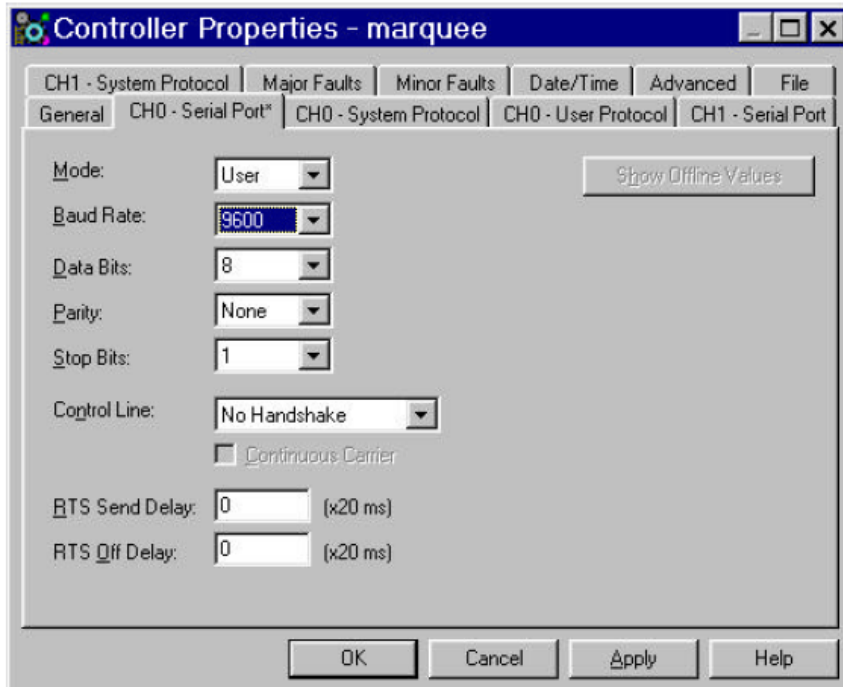 Controller Properties - marquee
CH1 - System Protocol Major Faults Minor Faults Date/Time Advanced File
General CH0 - Serial Port* CH0 - System Protocol CH0 - User Protocol CH1 - Serial Port
Mode: User Show Offline Values
Baud Rate: 9600
Data Bits: 8
Parity: None
Stop Bits: 1
Control Line: No Handshake
Continuous Carrier
RTS Send Delay: 0 (x20 ms)
RTS Off Delay: 0 (x20 ms)
OK Cancel Apply Help